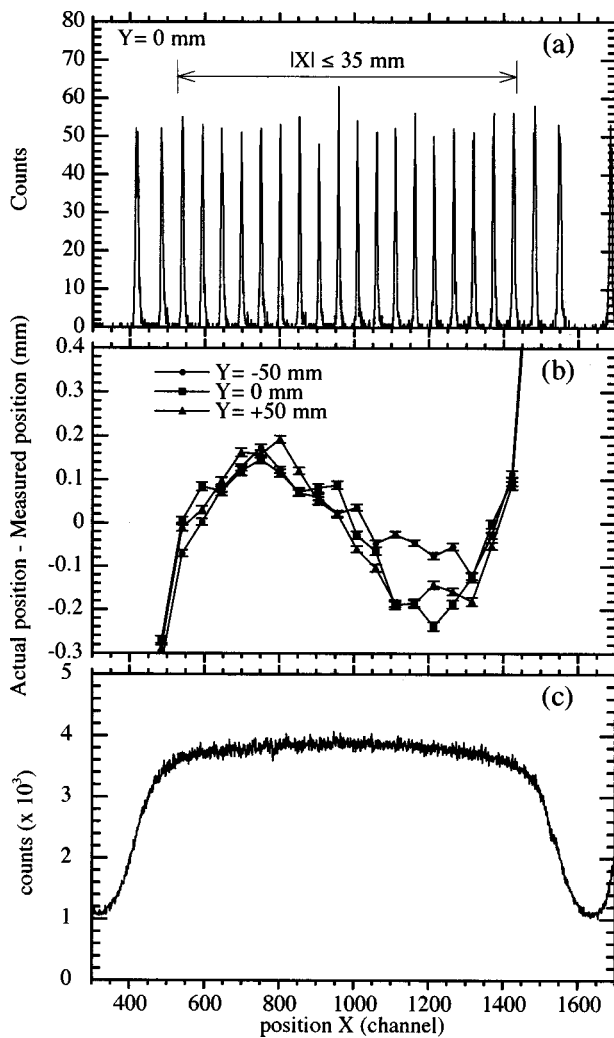 Y=0 mm
(a)
|X| ≤ 35 mm
80
70
60
50
40
30
20
10
0
Counts
(b)
Y= -50 mm
Y= 0 mm
Y= +50 mm
0.4
0.3
0.2
0.1
0
-0.1
-0.2
-0.3
Actual position - Measured position (mm)
(c)
5
4
3
2
1
0
counts (x 10³)
400 600 800 1000 1200 1400 1600
position X (channel)